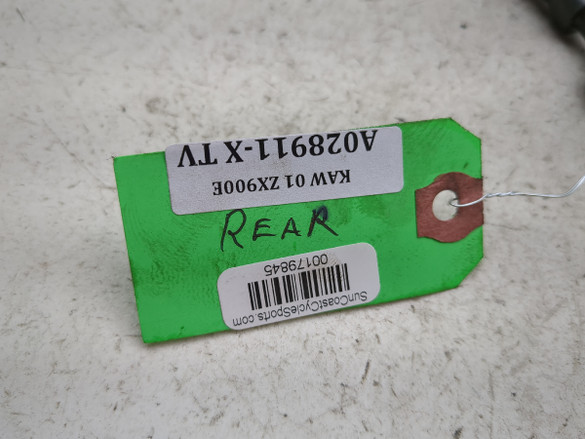 KAW 01 ZX900E
A028911-X TV
REAR
SunCoastCycleSports.com
00179845